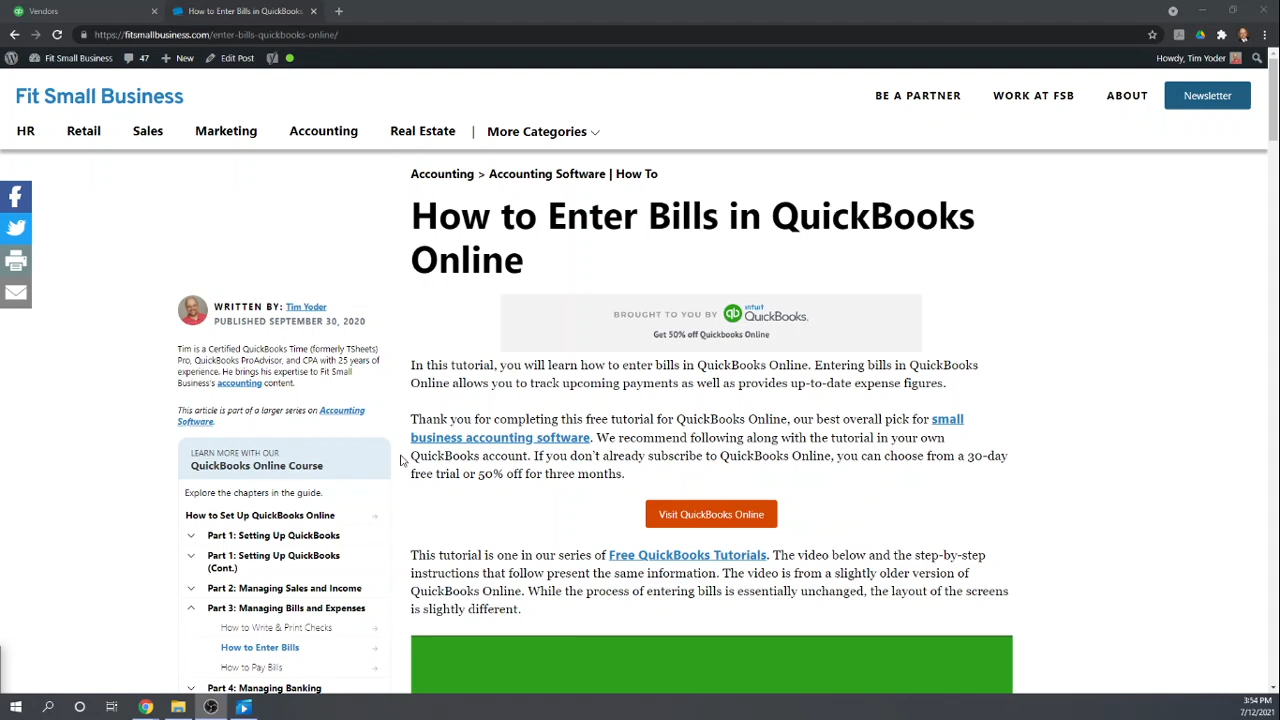 Vendors
How to Enter Bills in QuickBooks
https://fitsmallbusiness.com/enter-bills-quickbooks-online/
Fit Small Business
47
New
Edit Post
Howdy, Tim Yoder
Fit Small Business
BE A PARTNER
WORK AT FSB
ABOUT
Newsletter
HR
Retail
Sales
Marketing
Accounting
Real Estate
|
More Categories
Accounting > Accounting Software | How To
How to Enter Bills in QuickBooks
Online
WRITTEN BY: Tim Yoder
PUBLISHED SEPTEMBER 30, 2020
Tim is a Certified QuickBooks Time (formerly TSheets)
Pro, QuickBooks ProAdvisor, and CPA with 25 years of
experience. He brings his expertise to Fit Small
Business's accounting content.
This article is part of a larger series on Accounting
Software.
LEARN MORE WITH OUR
QuickBooks Online Course
Explore the chapters in the guide.
How to Set Up QuickBooks Online
Part 1: Setting Up QuickBooks
Part 1: Setting Up QuickBooks
(Cont.)
Part 2: Managing Sales and Income
Part 3: Managing Bills and Expenses
How to Write & Print Checks
How to Enter Bills
How to Pay Bills
Part 4: Managing Banking
BROUGHT TO YOU BY
qb
intuit
QuickBooks.
Get 50% off Quickbooks Online
In this tutorial, you will learn how to enter bills in QuickBooks Online. Entering bills in QuickBooks
Online allows you to track upcoming payments as well as provides up-to-date expense figures.
Thank you for completing this free tutorial for QuickBooks Online, our best overall pick for small
business accounting software. We recommend following along with the tutorial in your own
QuickBooks account. If you don't already subscribe to QuickBooks Online, you can choose from a 30-day
free trial or 50% off for three months.
Visit QuickBooks Online
This tutorial is one in our series of Free QuickBooks Tutorials. The video below and the step-by-step
instructions that follow present the same information. The video is from a slightly older version of
QuickBooks Online. While the process of entering bills is essentially unchanged, the layout of the screens
is slightly different.
3:54 PM
7/12/2021